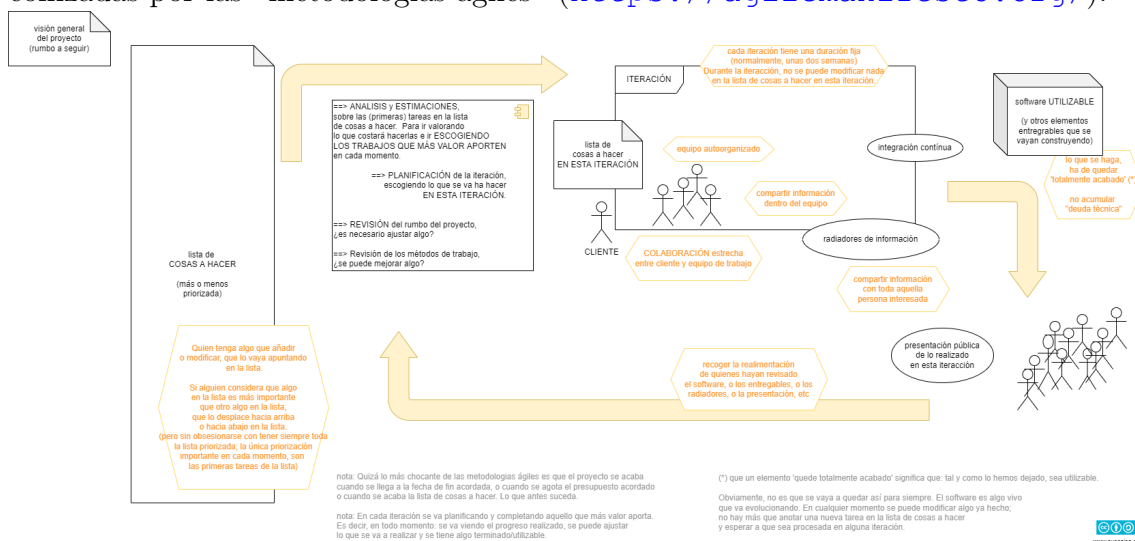 visión general
del proyecto
(rumbo a seguir)
lista de
COSAS A HACER
(más o menos
priorizada)
Quien tenga algo que añadir
o modificar, que lo vaya apuntando
en la lista.
Si alguien considera que algo
en la lista es más importante
que otro algo en la lista,
que lo desplace hacia arriba
o hacia abajo en la lista.
(pero sin obsesionarse con tener siempre toda
la lista priorizada; la única priorización
importante en cada momento, son
las primeras tareas de la lista)
==> ANALISIS y ESTIMACIONES,
sobre las (primeras) tareas en la lista
de cosas a hacer. Para ir valorando
lo que costará hacerlas e ir ESCOGIENDO
LOS TRABAJOS QUE MÁS VALOR APORTEN
en cada momento.
==> PLANIFICACIÓN de la iteración,
escogiendo lo que se va ha hacer
EN ESTA ITERACIÓN.
==> REVISIÓN del rumbo del proyecto,
¿es necesario ajustar algo?
==> Revisión de los métodos de trabajo,
¿se puede mejorar algo?
ITERACIÓN
cada iteración tiene una duración fija
(normalmente, unas dos semanas)
Durante la iteracción, no se puede modificar nada
en la lista de cosas a hacer en esta iteración.
lista de
cosas a hacer
EN ESTA ITERACIÓN
equipo autoorganizado
integración contínua
compartir información
dentro del equipo
CLIENTE
COLABORACIÓN estrecha
entre cliente y equipo de trabajo
radiadores de información
compartir información
con toda aquella
persona interesada
software UTILIZABLE
(y otros elementos
entregrables que se
vayan construyendo)
lo que se haga,
ha de quedar
'totalmente acabado' (*)
no acumular
"deuda técnica"
presentación pública
de lo realizado
en esta iteracción
recoger la realimentación
de quienes hayan revisado
el software, o los entregables, o los
radiadores, o la presentación, etc
nota: Quizá lo más chocante de las metodologias ágiles es que el proyecto se acaba
cuando se llega a la fecha de fin acordada, o cuando se agota el presupuesto acordado
o cuando se acaba la lista de cosas a hacer. Lo que antes suceda.
nota: En cada iteración se va planificando y completando aquello que más valor aporta.
Es decir, en todo momento: se va viendo el progreso realizado, se puede ajustar
lo que se va a realizar y se tiene algo terminado/utilizable.
(*) que un elemento 'quede totalmente acabado' significa que: tal y como lo hemos dejado, sea utilizable.
Obviamente, no es que se vaya a quedar así para siempre. El software es algo vivo
que va evolucionando. En cualquier momento se puede modificar algo ya hecho;
no hay más que anotar una nueva tarea en la lista de cosas a hacer
y esperar a que sea procesada en alguna iteración.